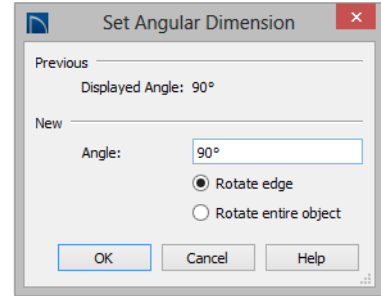 Set Angular Dimension
Previous
Displayed Angle: 90°
New
Angle: 90°
Rotate edge
Rotate entire object
OK Cancel Help